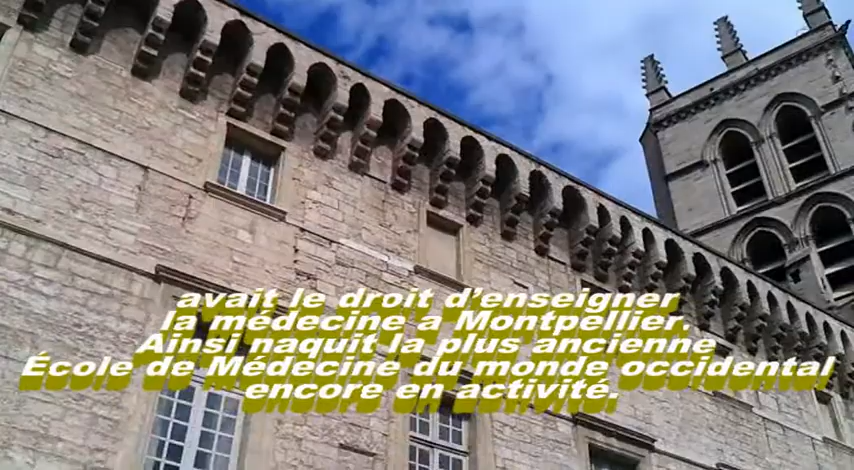 avait le droit d'enseigner
la médecine a Montpellier.
Ainsi naquit la plus ancienne
École de Médecine du monde occidental
encore en activité.